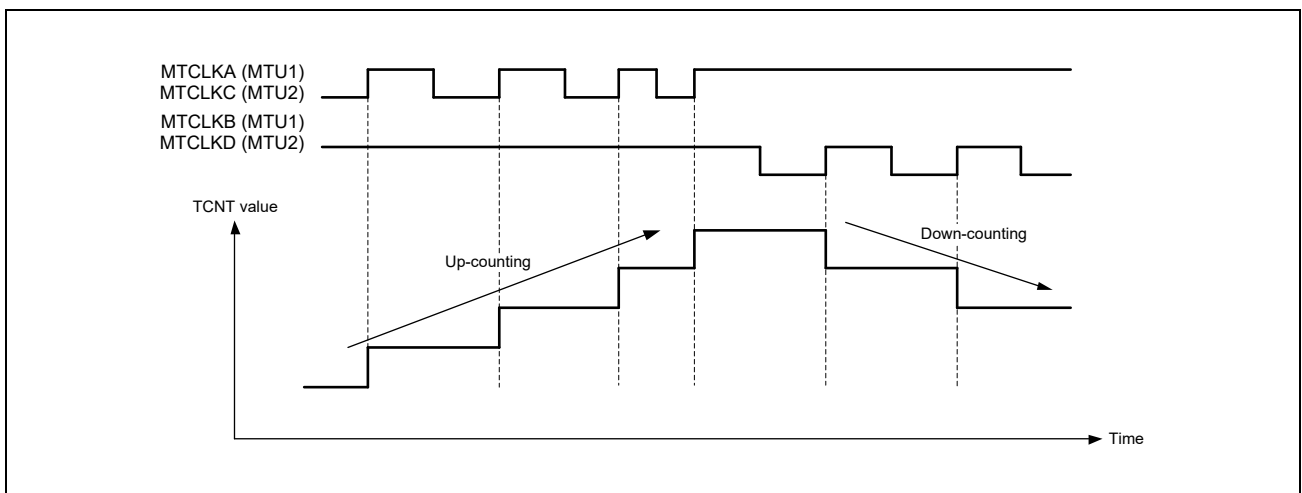 MTCLKA (MTU1)
MTCLKC (MTU2)
MTCLKB (MTU1)
MTCLKD (MTU2)
TCNT value
Up-counting
Down-counting
Time